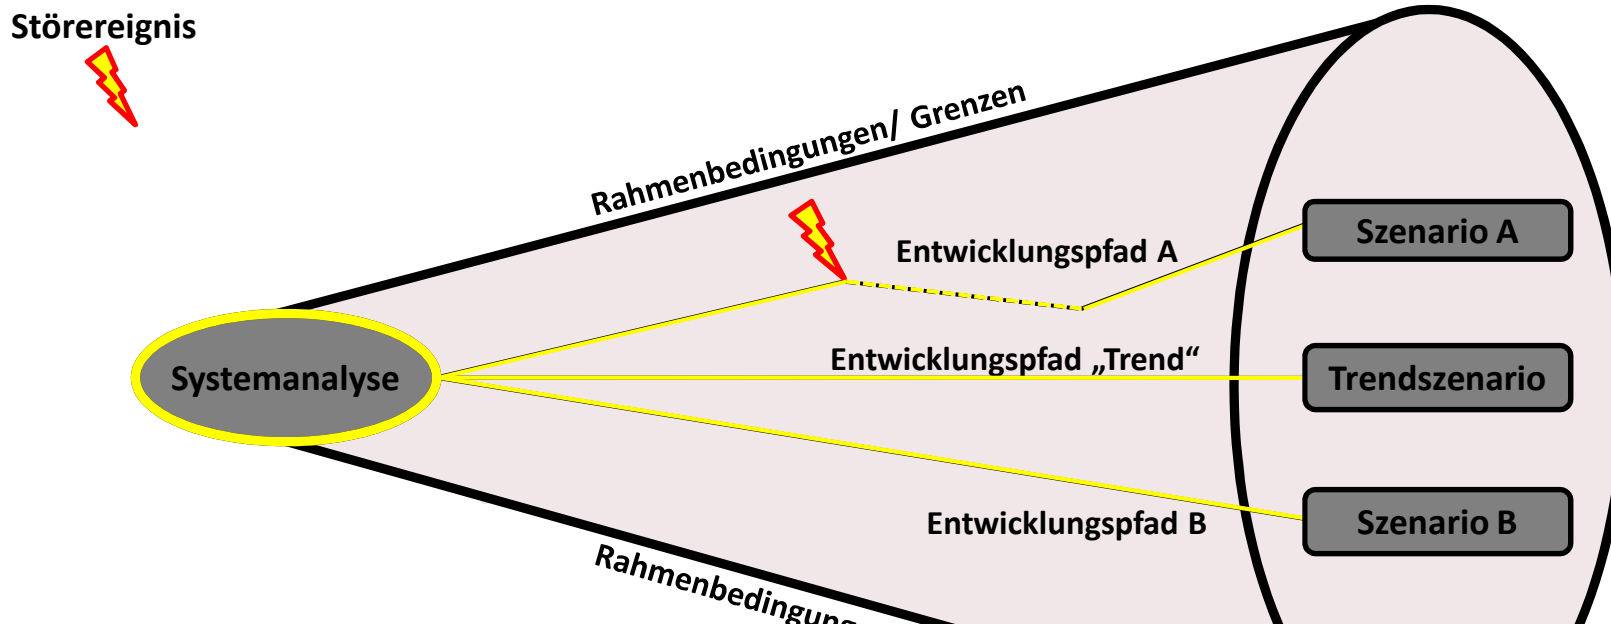 Störereignis
Rahmenbedingungen/ Grenzen
Entwicklungspfad A
Szenario A
Systemanalyse
Entwicklungspfad „Trend“
Trendszenario
Entwicklungspfad B
Szenario B